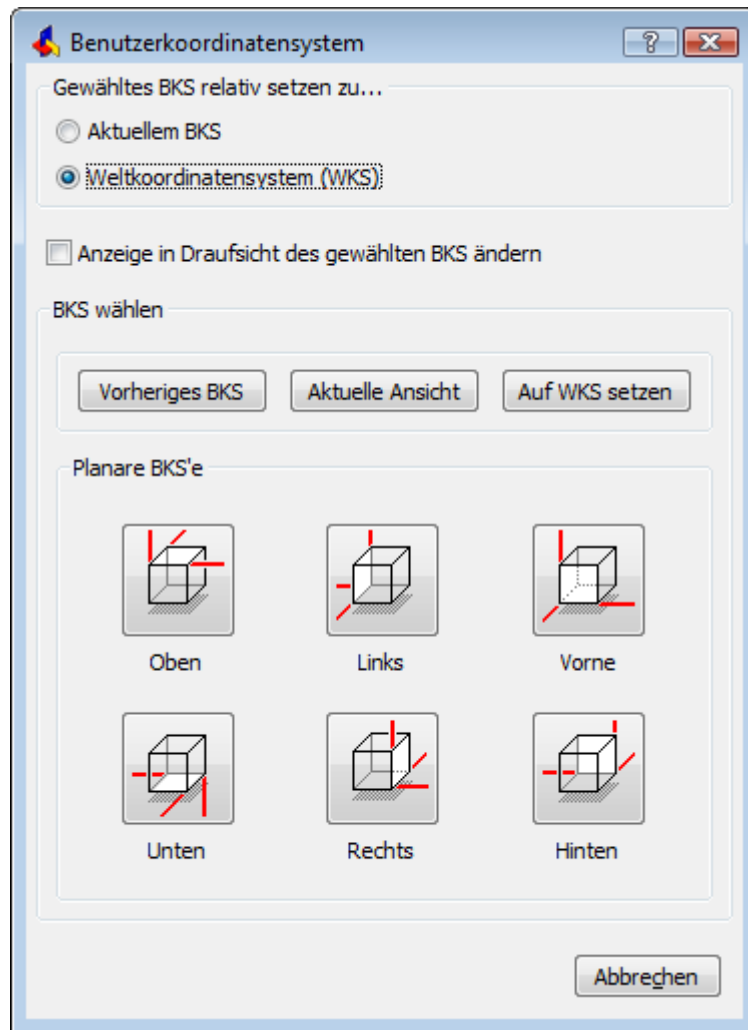 Benutzerkoordinatensystem
Gewähltes BKS relativ setzen zu...
Aktuellem BKS
Weltkoordinatensystem (WKS)
Anzeige in Draufsicht des gewählten BKS ändern
BKS wählen
Vorheriges BKS Aktuelle Ansicht Auf WKS setzen
Planare BKS'e
Oben Links Vorne
Unten Rechts Hinten
Abbrechen